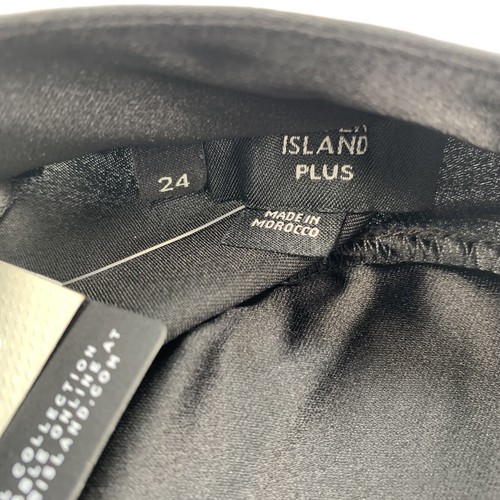 ISLAND
PLUS
24
MADE IN
MOROCCO
COLLECTION
ONLINE AT
ISLAND.COM